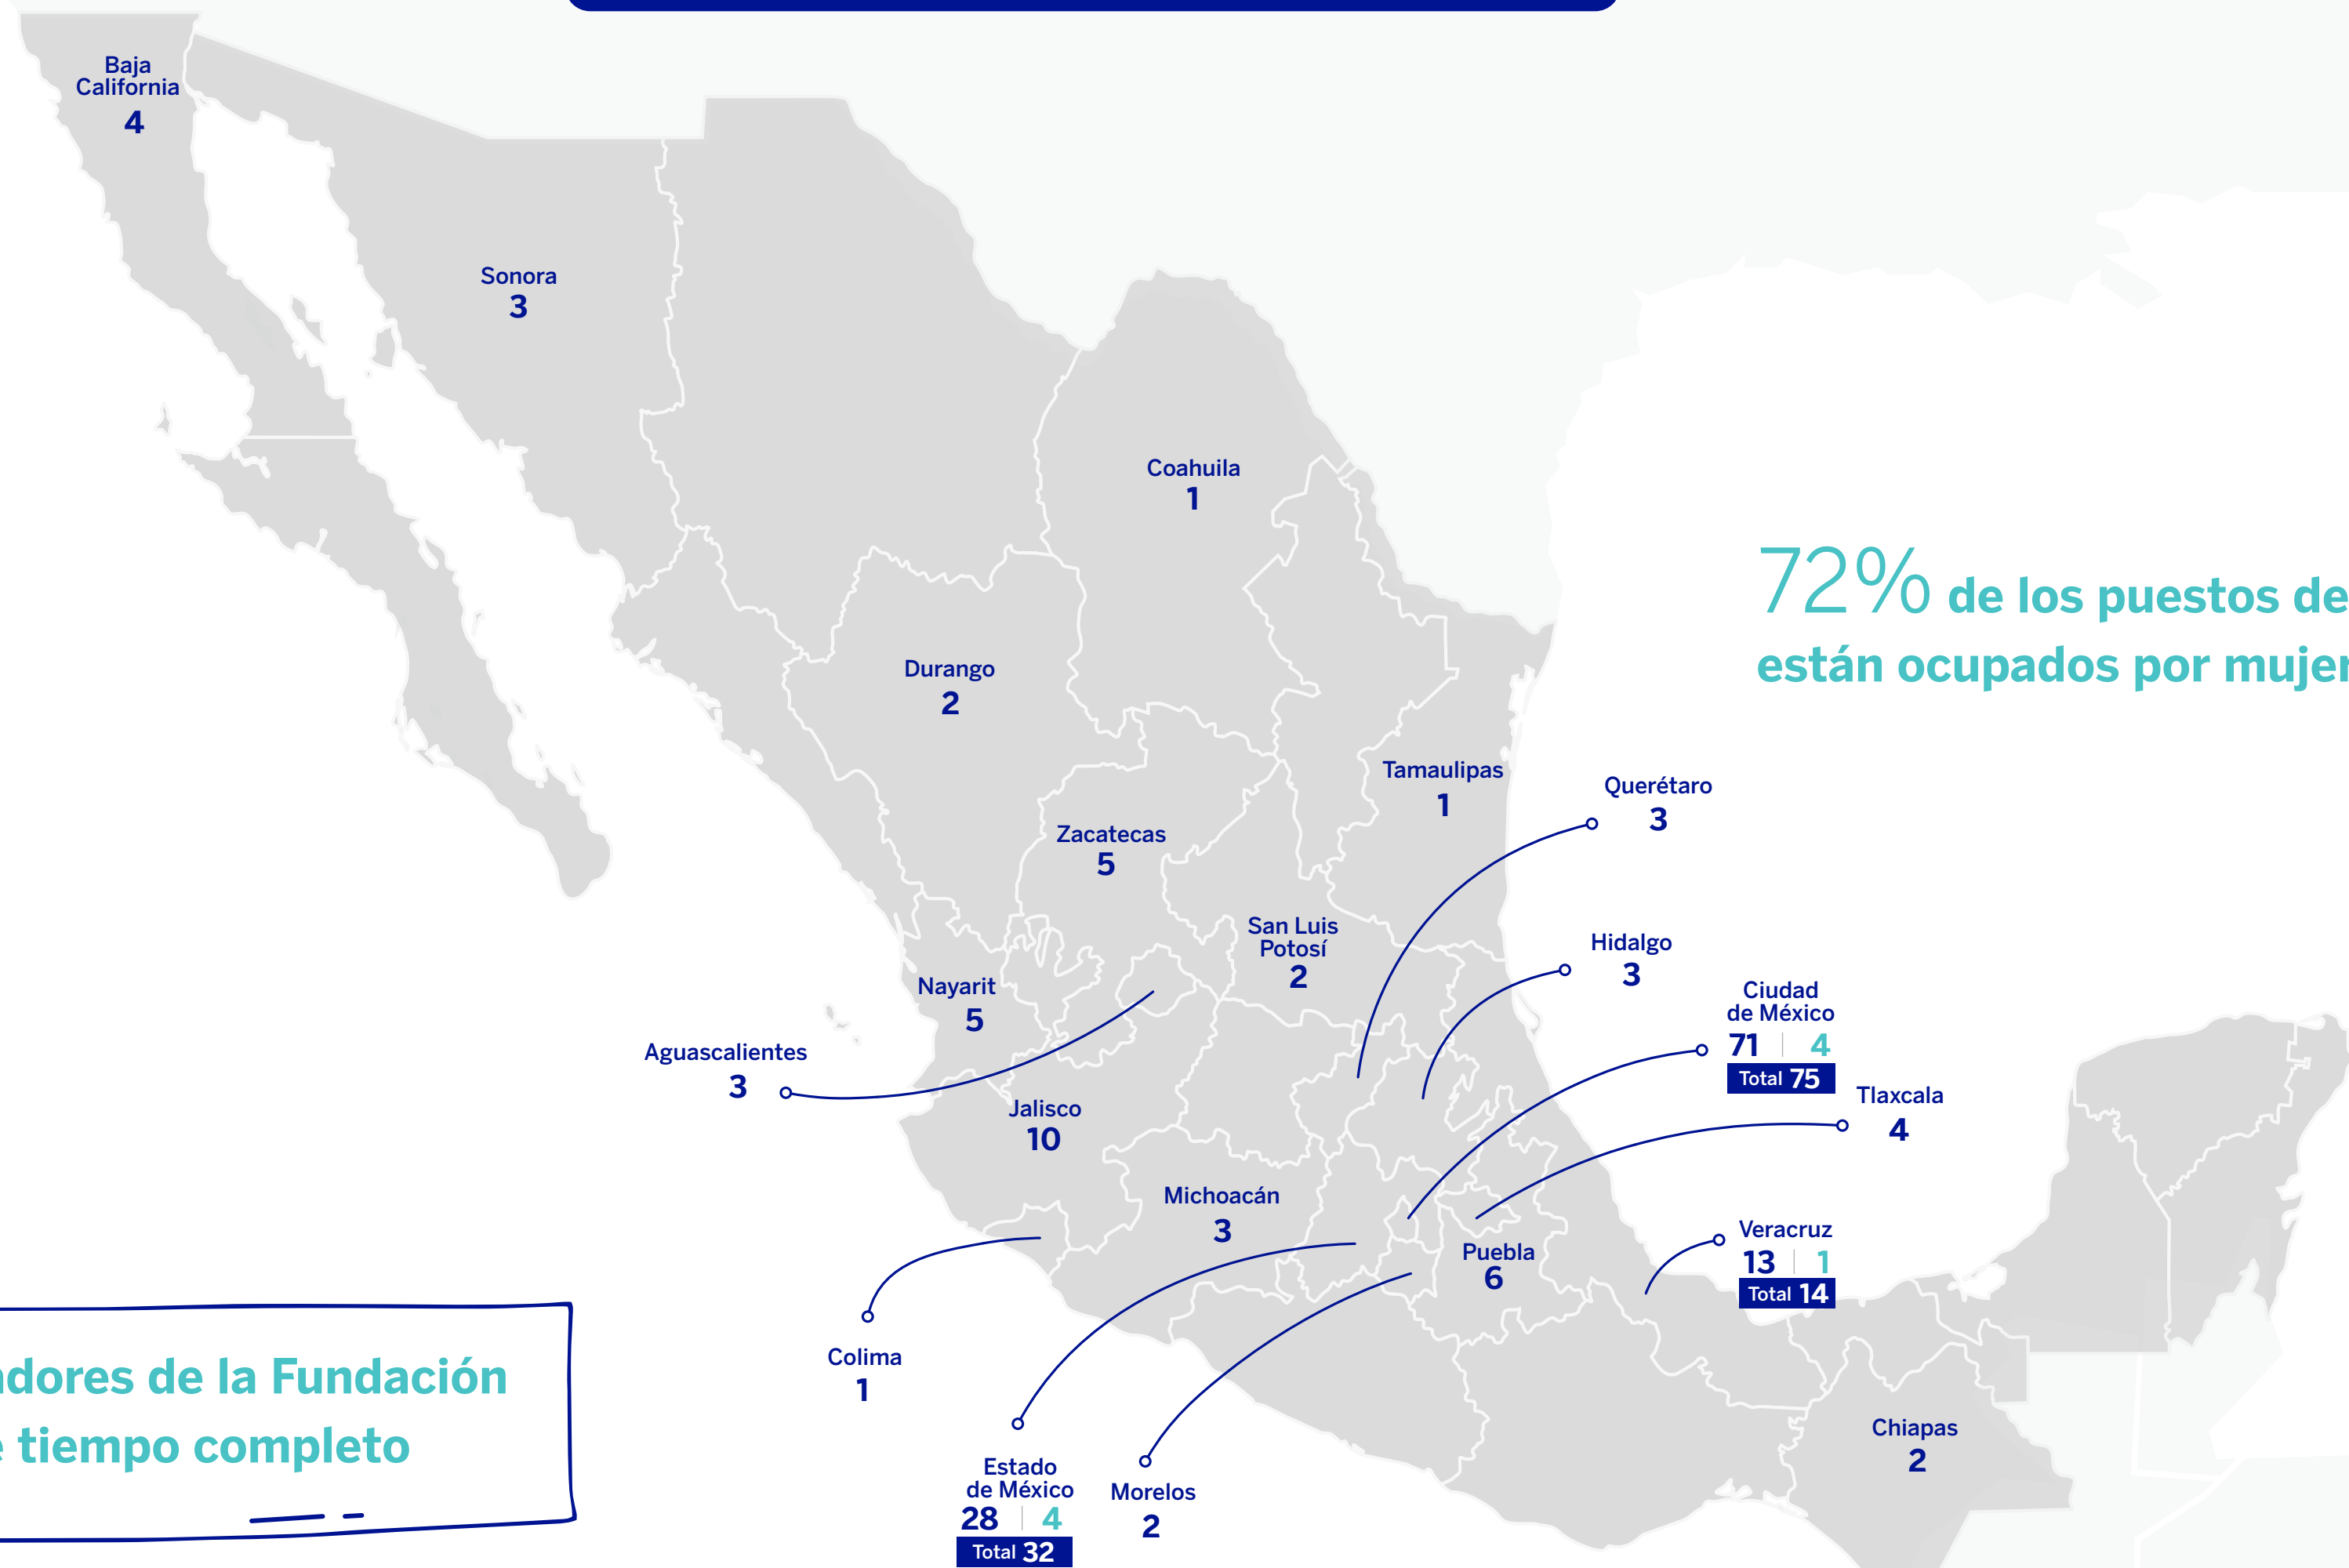 Baja
California
4
Sonora
3
Coahuila
1
72% de los puestos de
están ocupados por
Durango
2
Tamaulipas
1
Querétaro
3
Zacatecas
5
San Luis
Potosí
2
Hidalgo
3
Nayarit
5
Ciudad
de México
71 | 4
Total 75
Aguascalientes
3
Tlaxcala
4
Jalisco
10
Michoacán
3
Veracruz
13 | 1
Total 14
Puebla
6
Colima
1
de la Fundación
tiempo completo
Chiapas
2
Estado
de México
28 | 4
Total 32
Morelos
2